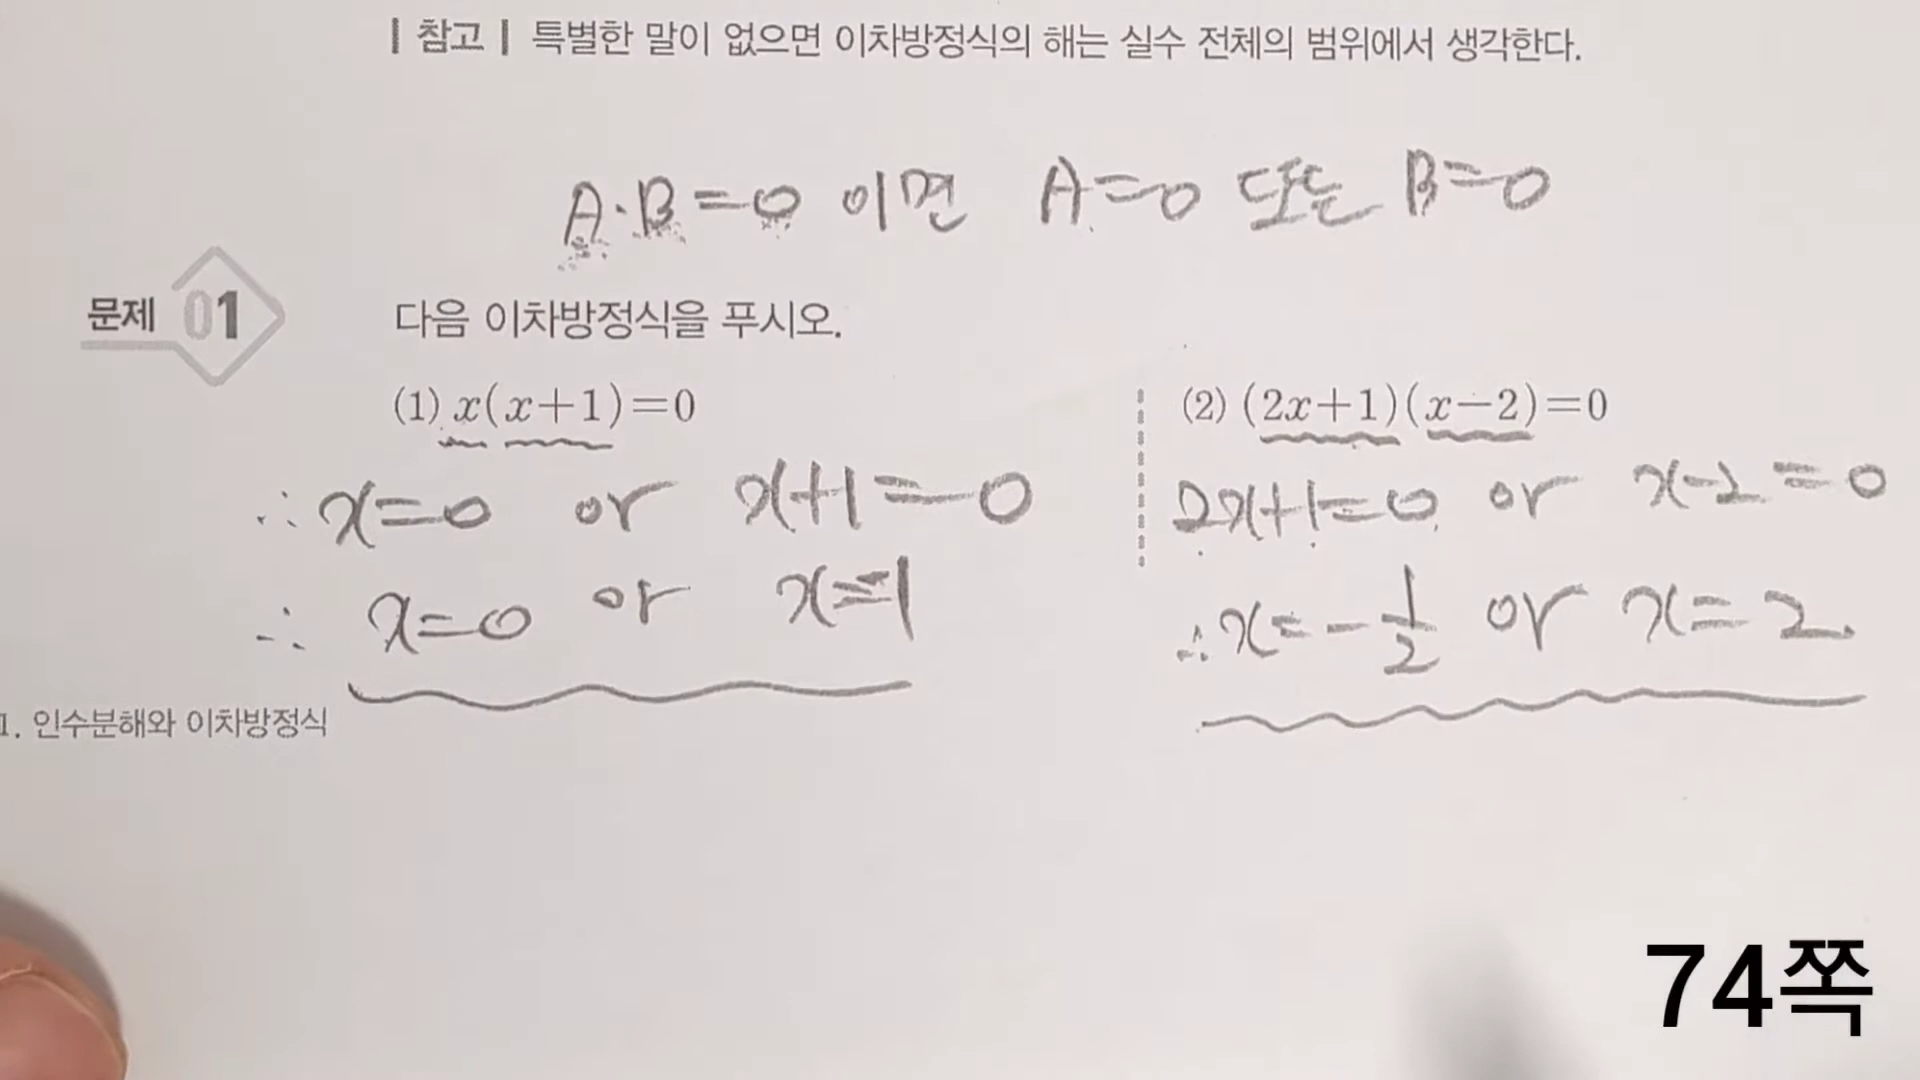 | 참고 | 특별한 말이 없으면 이차방정식의 해는 실수 전체의 범위에서 생각한다.
A·B=0 이면 A=0 또는 B=0
문제 01 다음 이차방정식을 푸시오.
(1) x(x+1)=0
∴ x=0 or x+1=0
∴ x=0 or x=-1
(2) (2x+1)(x-2)=0
2x+1=0 or x-2=0
∴ x=-1/2 or x=2.
1. 인수분해와 이차방정식
74쪽